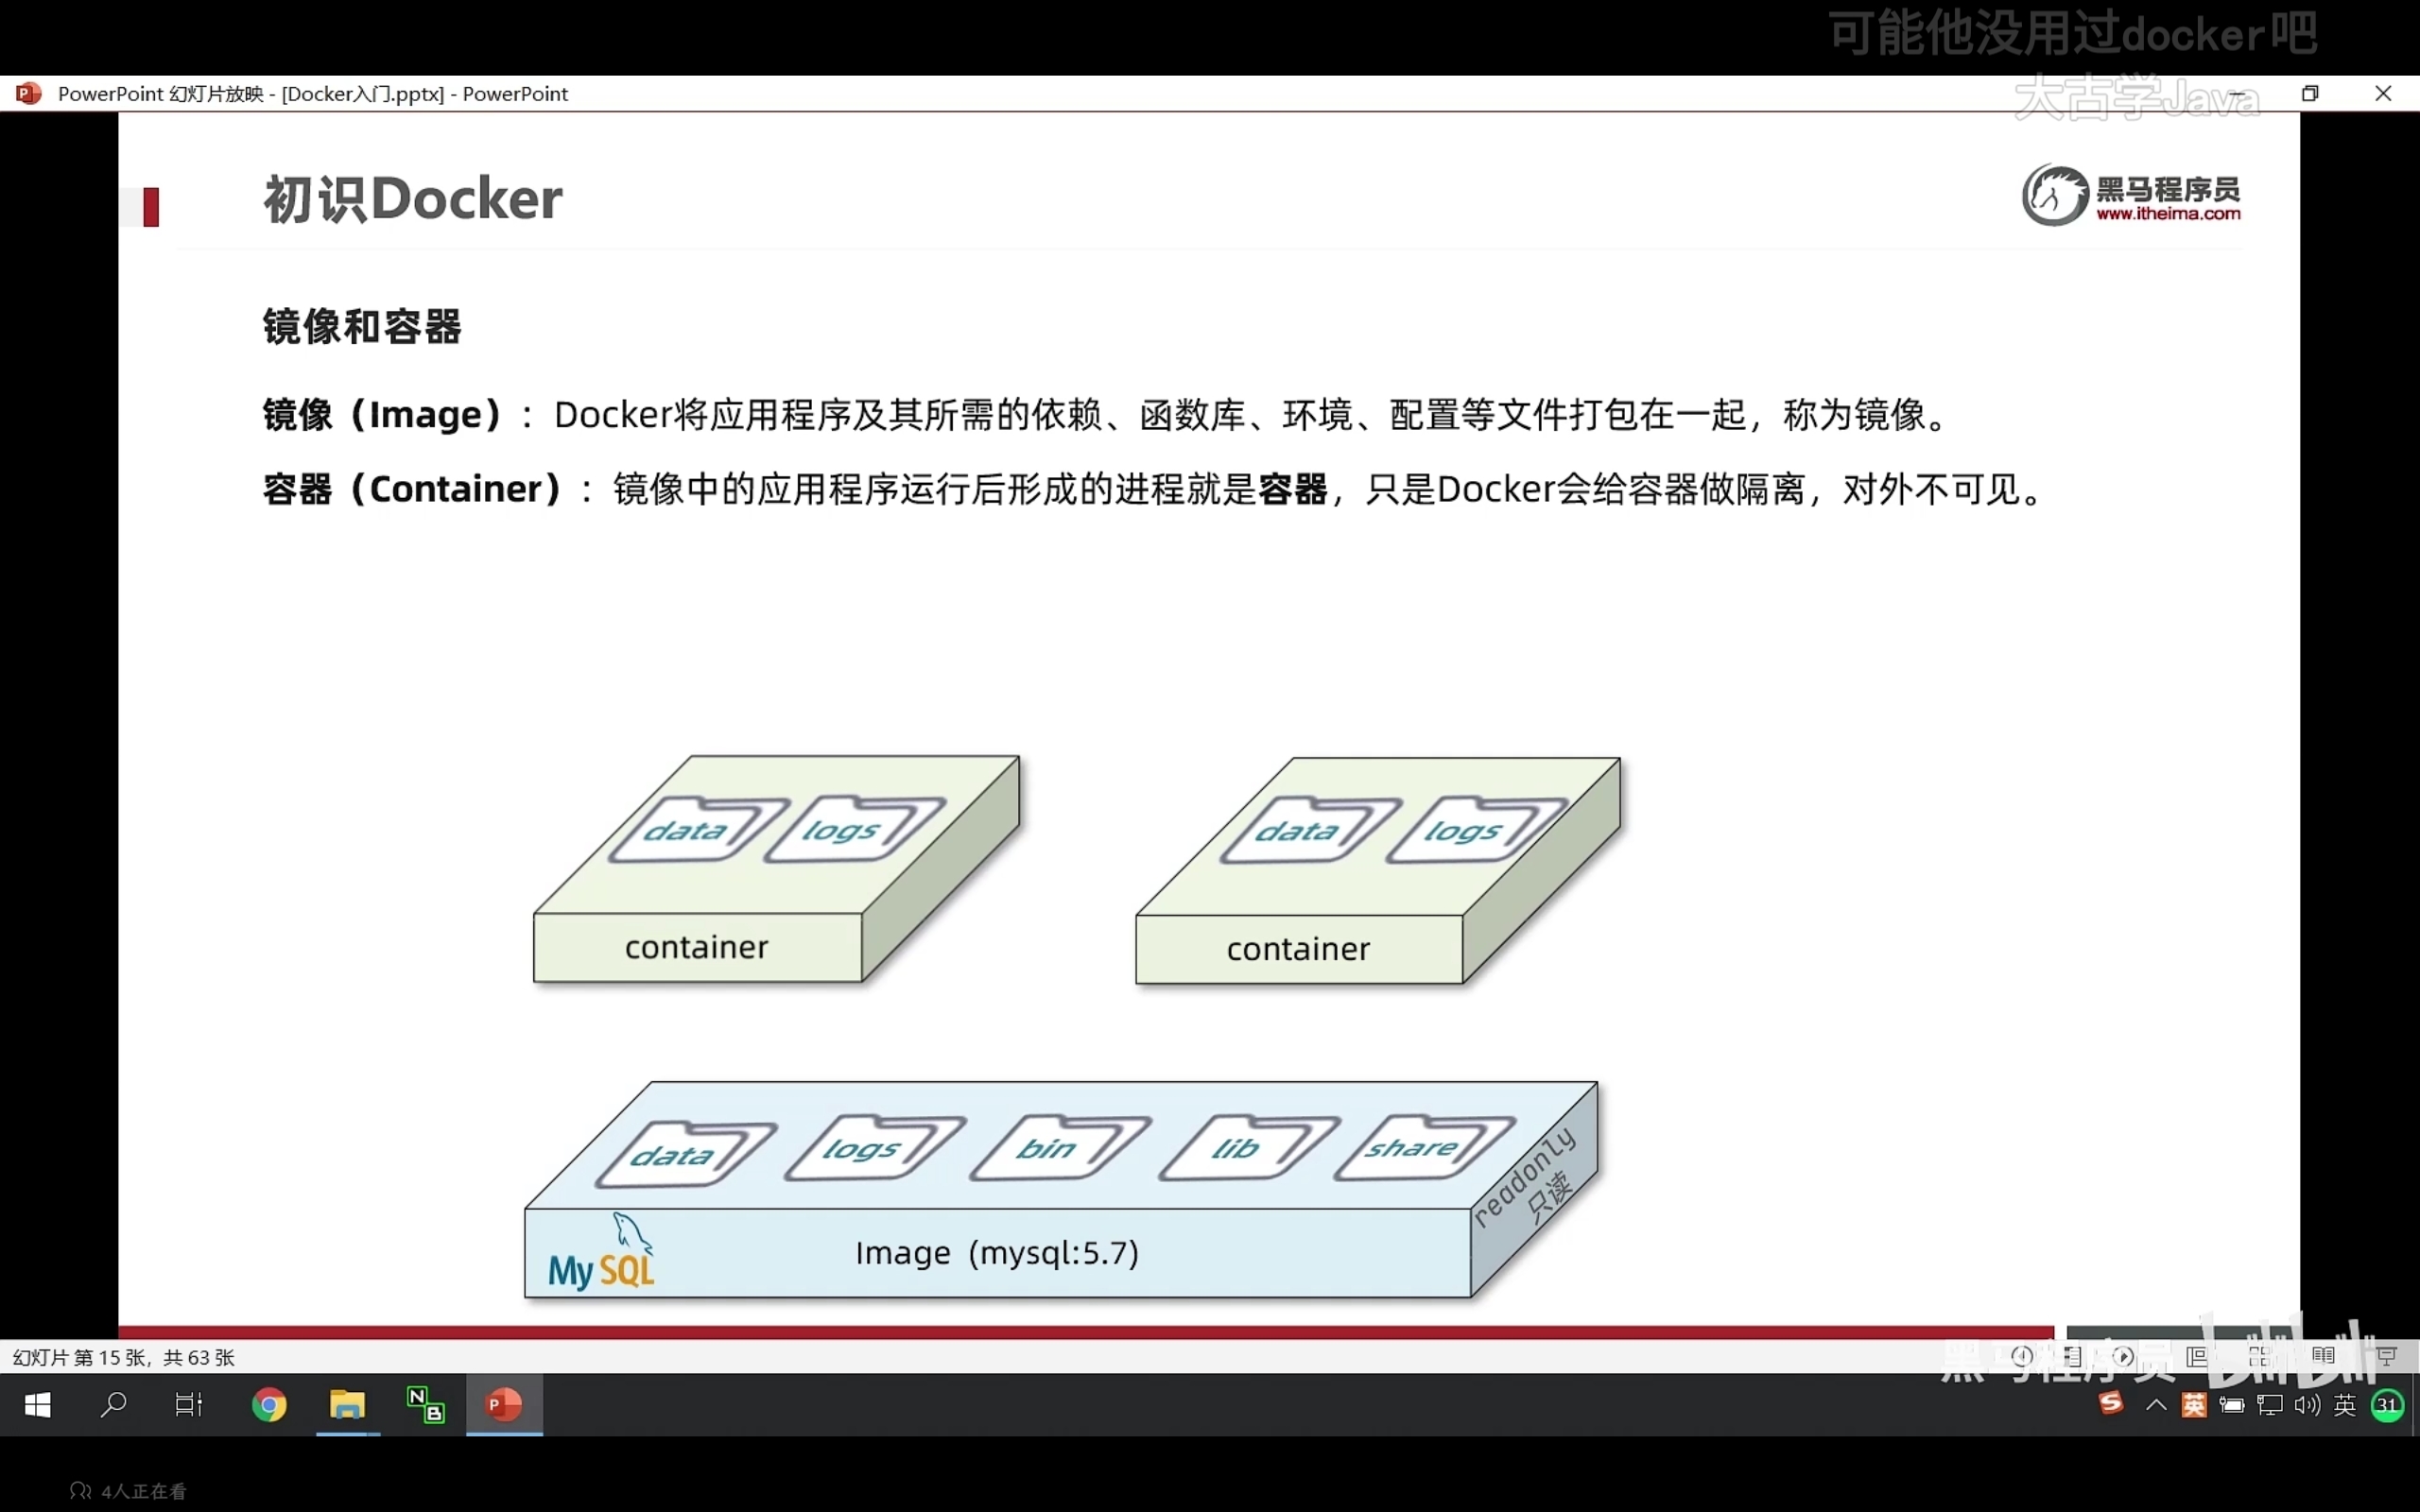 可能他没用过docker吧
PowerPoint 幻灯片放映 - [Docker入门.pptx] - PowerPoint
太古学Java
初识Docker
黑马程序员
www.itheima.com
镜像和容器
镜像（Image）：Docker将应用程序及其所需的依赖、函数库、环境、配置等文件打包在一起，称为镜像。
容器（Container）：镜像中的应用程序运行后形成的进程就是容器，只是Docker会给容器做隔离，对外不可见。
data logs
data logs
container
container
data logs bin lib share
readonly
只读
MySQL
Image (mysql:5.7)
幻灯片 第 15 张，共 63 张
黑马程序员 bilibili
N
B
P
S
英
英
31
4人正在看